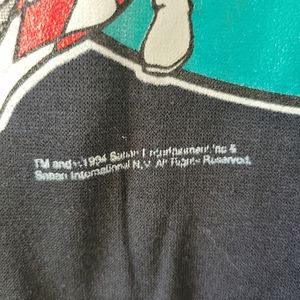 TM and © 1994 Saban Entertainment, Inc &
Saban International N.V. All Rights Reserved.